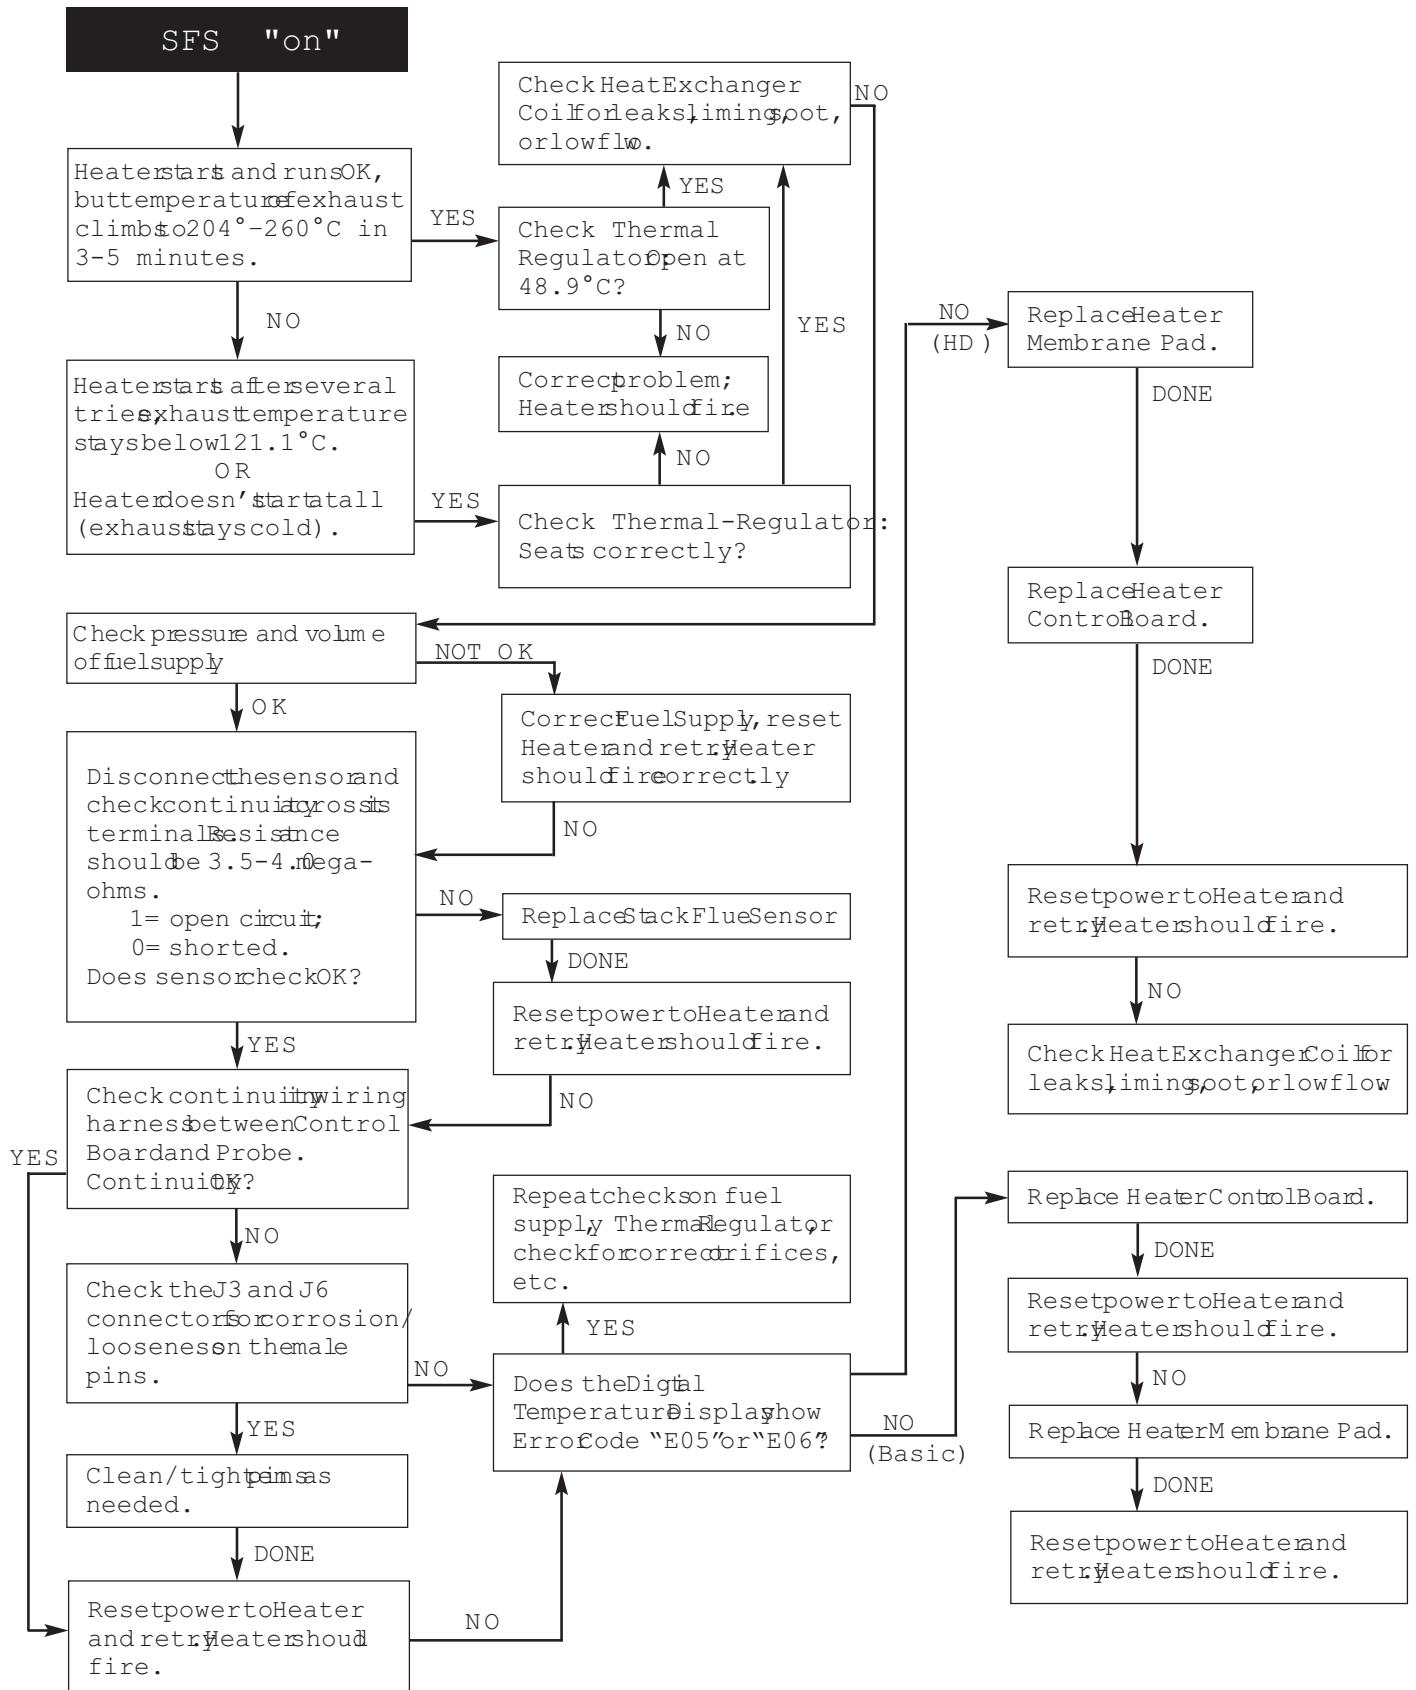 SFS "on"
Heater starts and runs OK,
but temperature of exhaust
climbs to 204°-260°C in
3-5 minutes.
YES
NO
Check Heat Exchanger
Coil for leaks, liming, soot,
or low flow.
NO
YES
Check Thermal
Regulator: Open at
48.9°C?
YES
NO
Correct problem;
Heater should fire.
NO
Heater starts after several
tries, exhaust temperature
stays below 121.1°C.
OR
Heater doesn't start at all
(exhaust stays cold).
YES
Check Thermal-Regulator:
Seats correctly?
NO
(HD)
Replace Heater
Membrane Pad.
DONE
Replace Heater
Control Board.
DONE
Reset power to Heater and
retry. Heater should fire.
NO
Check Heat Exchanger Coil for
leaks, liming, soot, or low flow.
Check pressure and volume
of fuel supply
NOT OK
OK
Correct Fuel Supply, reset
Heater and retry. Heater
should fire correctly.
NO
Disconnect the sensor and
check continuity across its
terminals. Resistance
should be 3.5-4.0 mega-
ohms.
1= open circuit;
0= shorted.
Does sensor check OK?
NO
Replace Stack Flue Sensor
DONE
Reset power to Heater and
retry. Heater should fire.
NO
YES
Check continuity in wiring
harness between Control
Board and Probe.
Continuity OK?
YES
NO
Check the J3 and J6
connectors for corrosion/
looseness on the male
pins.
NO
YES
Clean/tighten pins as
needed.
DONE
Reset power to Heater
and retry. Heater should
fire.
NO
Repeat checks on fuel
supply, Thermal Regulator,
check for correct orifices,
etc.
YES
Does the Digital
Temperature Display show
Error Code “E05” or “E06”?
NO
(Basic)
Replace Heater Control Board.
DONE
Reset power to Heater and
retry. Heater should fire.
NO
Replace Heater Membrane Pad.
DONE
Reset power to Heater and
retry. Heater should fire.